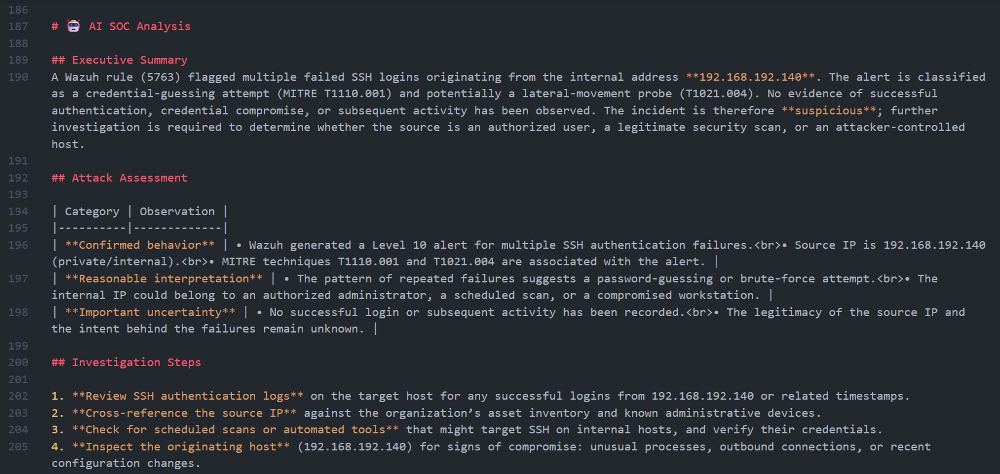 186
187 # 🤖 AI SOC Analysis
188
189 ## Executive Summary
190 A Wazuh rule (5763) flagged multiple failed SSH logins originating from the internal address **192.168.192.140**. The alert is classified
as a credential-guessing attempt (MITRE T1110.001) and potentially a lateral-movement probe (T1021.004). No evidence of successful
authentication, credential compromise, or subsequent activity has been observed. The incident is therefore **suspicious**; further
investigation is required to determine whether the source is an authorized user, a legitimate security scan, or an attacker-controlled
host.
191
192 ## Attack Assessment
193
194 | Category | Observation |
195 |----------|-------------|
196 | **Confirmed behavior** | • Wazuh generated a Level 10 alert for multiple SSH authentication failures.<br>• Source IP is 192.168.192.140
(private/internal).<br>• MITRE techniques T1110.001 and T1021.004 are associated with the alert. |
197 | **Reasonable interpretation** | • The pattern of repeated failures suggests a password-guessing or brute-force attempt.<br>• The
internal IP could belong to an authorized administrator, a scheduled scan, or a compromised workstation. |
198 | **Important uncertainty** | • No successful login or subsequent activity has been recorded.<br>• The legitimacy of the source IP and
the intent behind the failures remain unknown. |
199
200 ## Investigation Steps
201
202 1. **Review SSH authentication logs** on the target host for any successful logins from 192.168.192.140 or related timestamps.
203 2. **Cross-reference the source IP** against the organization’s asset inventory and known administrative devices.
204 3. **Check for scheduled scans or automated tools** that might target SSH on internal hosts, and verify their credentials.
205 4. **Inspect the originating host** (192.168.192.140) for signs of compromise: unusual processes, outbound connections, or recent
configuration changes.